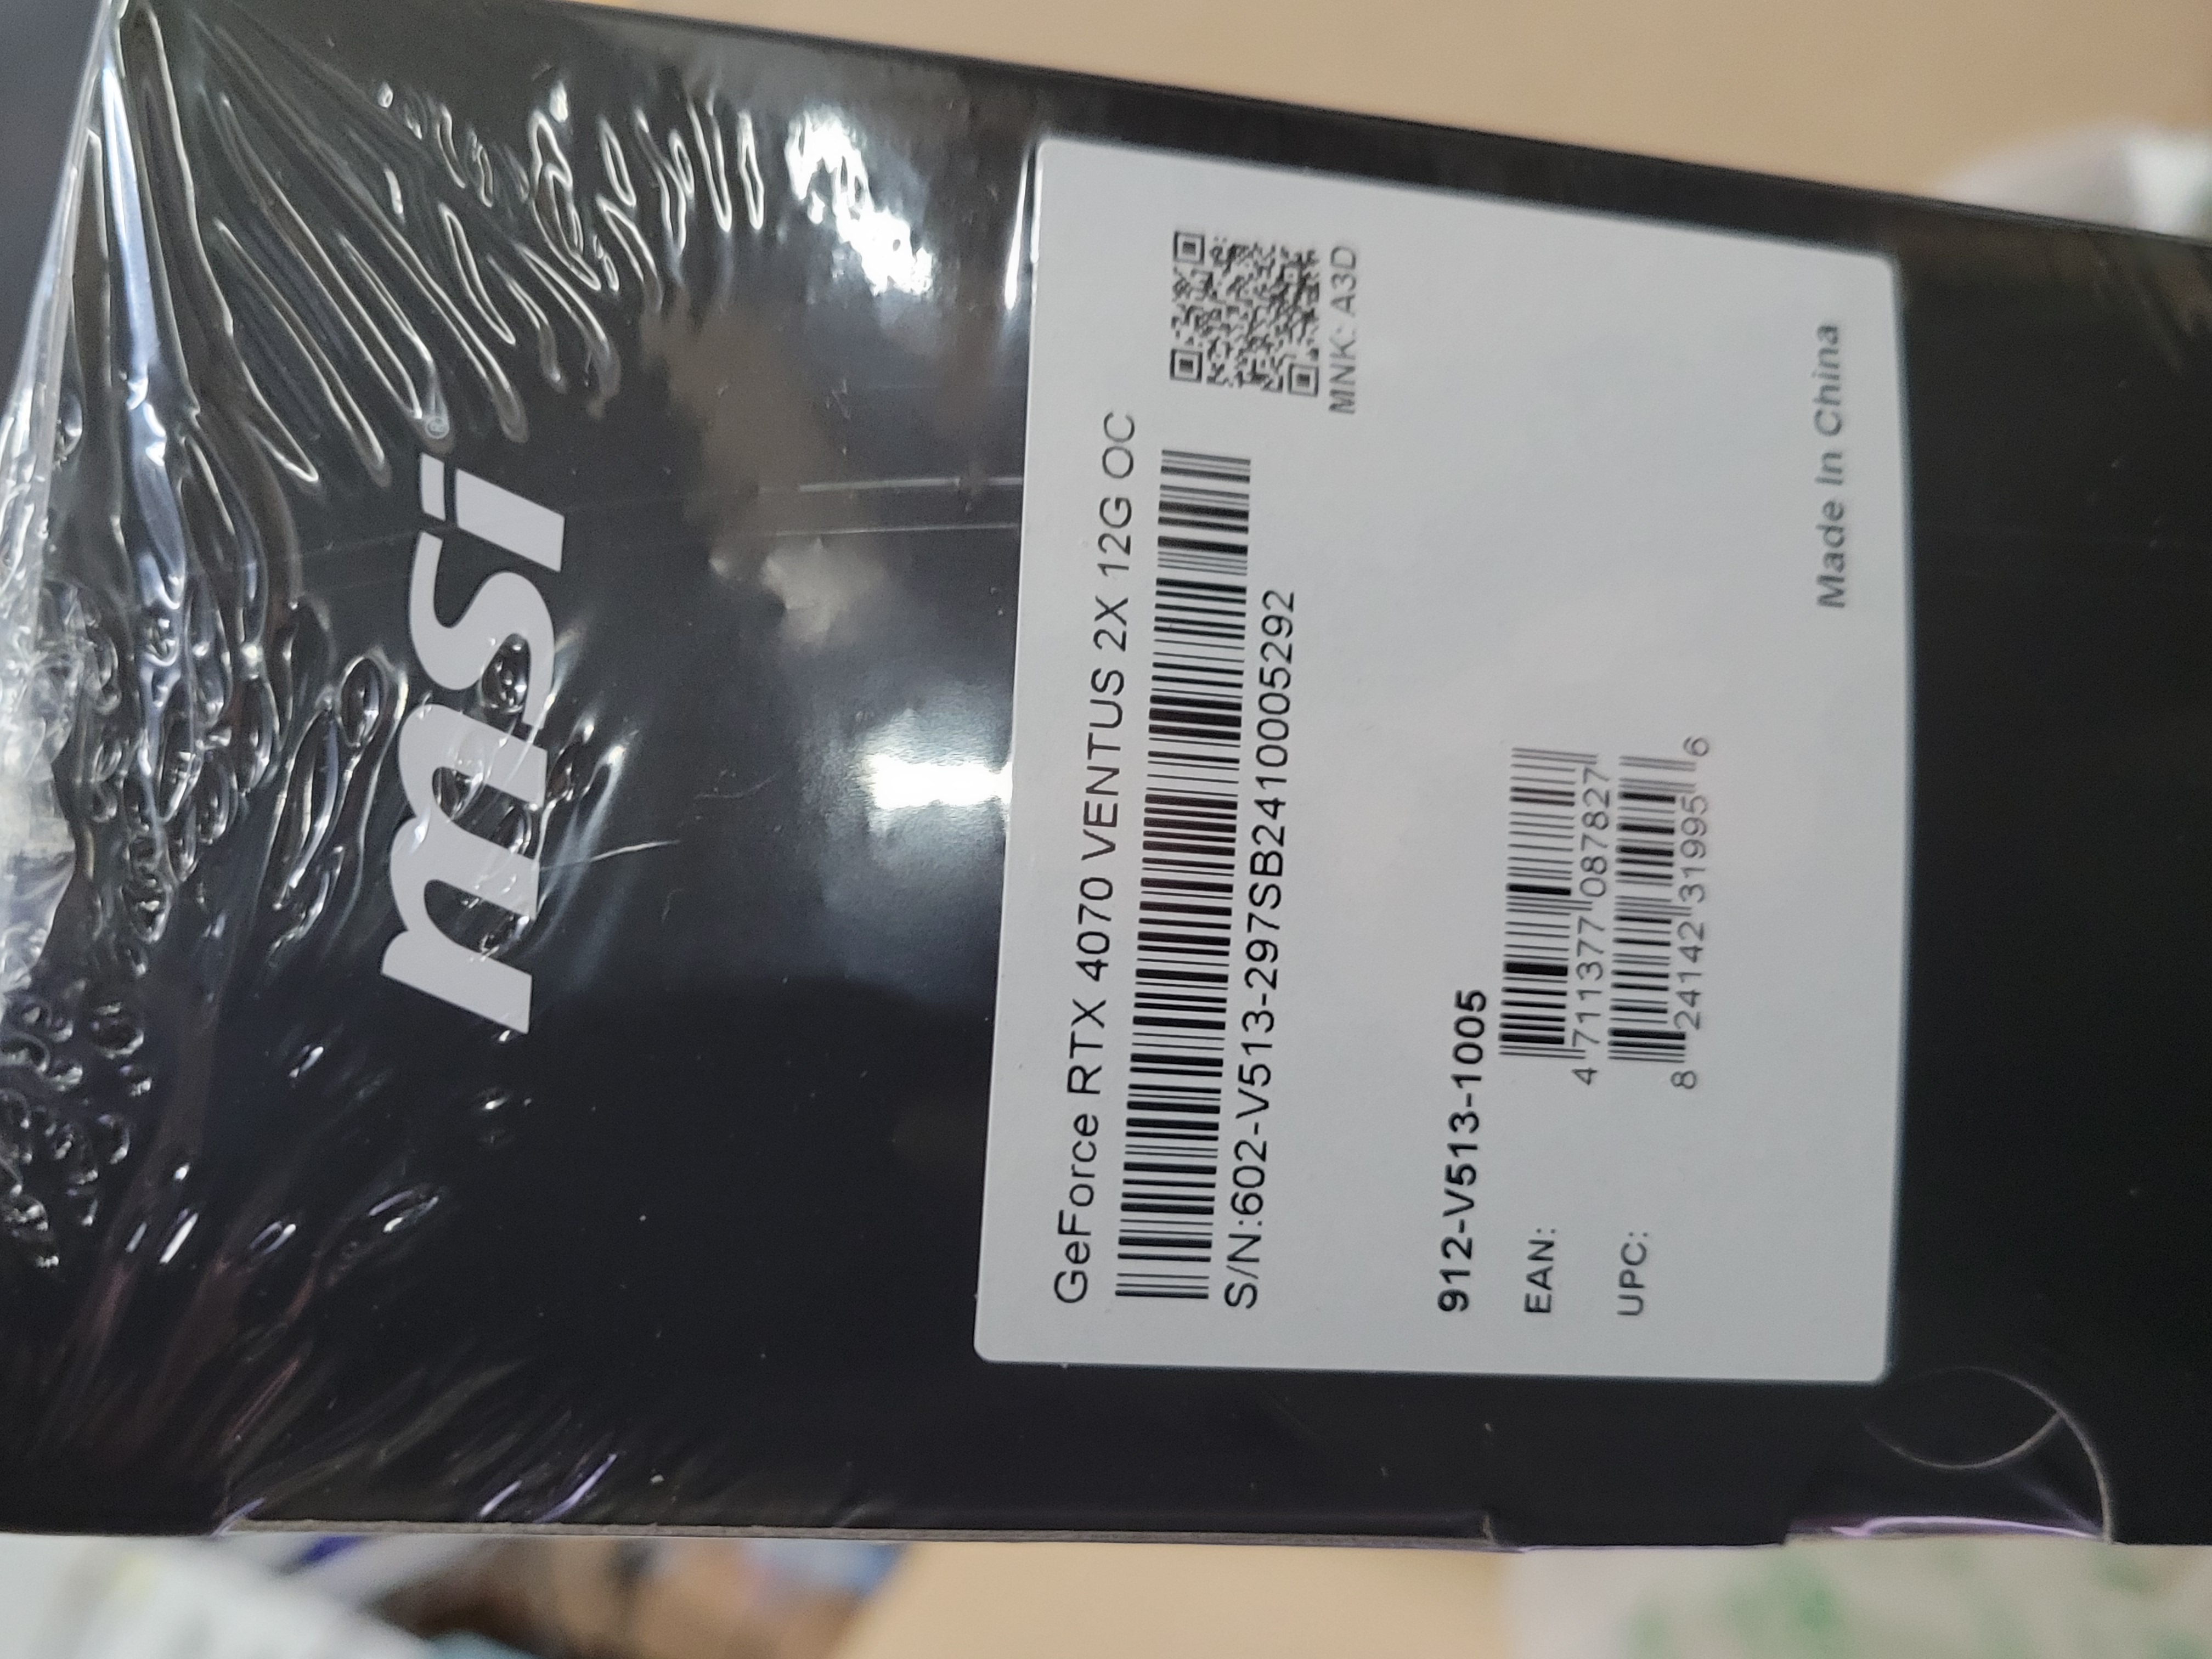 msi
GeForce RTX 4070 VENTUS 2X 12G OC
S/N:602-V513-297SB2410005292
MNK: A3D
912-V513-1005
EAN:
4 711377 087827
UPC:
8 24142 31995 6
Made In China